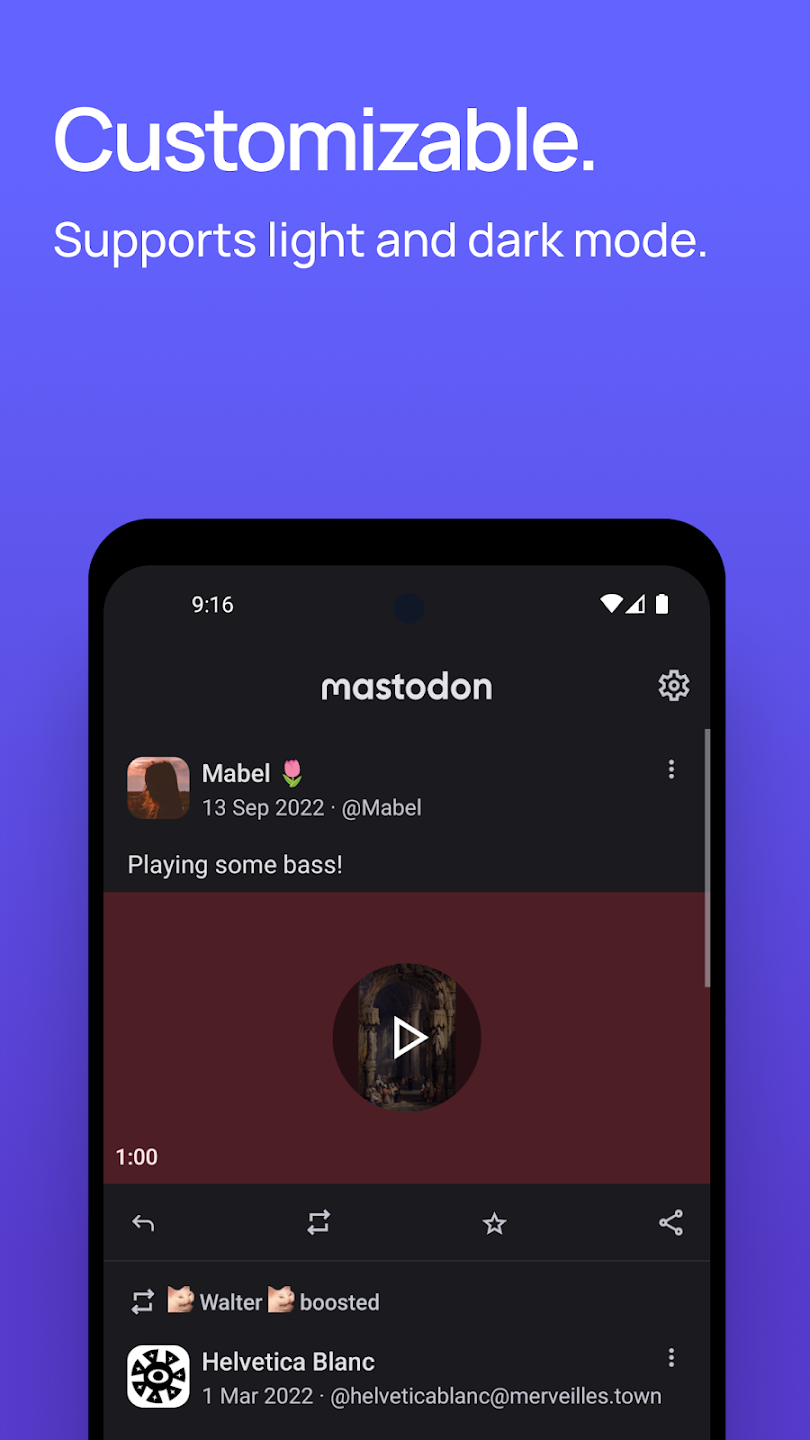 Customizable.
Supports light and dark mode.
9:16
mastodon
Mabel 🌷
13 Sep 2022 · @Mabel
Playing some bass!
1:00
Walter boosted
Helvetica Blanc
1 Mar 2022 · @helveticablanc@merveilles.town